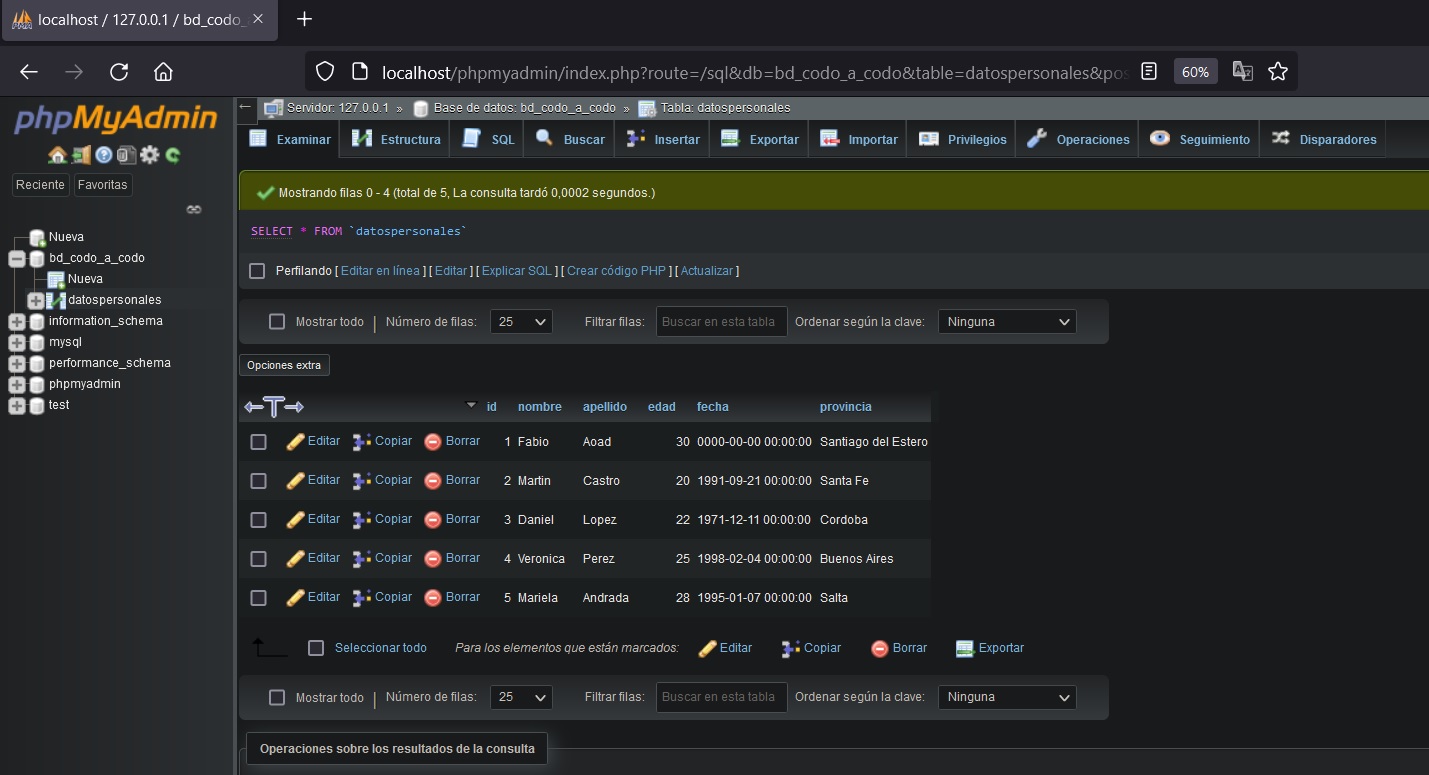 localhost / 127.0.0.1 / bd_codo_a
localhost/phpmyadmin/index.php?route=/sql&db=bd_codo_a_codo&table=datospersonales&pos
60%
phpMyAdmin
Reciente Favoritas
Nueva
bd_codo_a_codo
Nueva
datospersonales
information_schema
mysql
performance_schema
phpmyadmin
test
Servidor: 127.0.0.1 » Base de datos: bd_codo_a_codo » Tabla: datospersonales
Examinar Estructura SQL Buscar Insertar Exportar Importar Privilegios Operaciones Seguimiento Disparadores
Mostrando filas 0 - 4 (total de 5, La consulta tardó 0,0002 segundos.)
SELECT * FROM `datospersonales`
Perfilando [ Editar en línea ] [ Editar ] [ Explicar SQL ] [ Crear código PHP ] [ Actualizar ]
Mostrar todo | Número de filas: 25 Filtrar filas: Buscar en esta tabla Ordenar según la clave: Ninguna
Opciones extra
id nombre apellido edad fecha provincia
Editar Copiar Borrar 1 Fabio Aoad 30 0000-00-00 00:00:00 Santiago del Estero
Editar Copiar Borrar 2 Martin Castro 20 1991-09-21 00:00:00 Santa Fe
Editar Copiar Borrar 3 Daniel Lopez 22 1971-12-11 00:00:00 Cordoba
Editar Copiar Borrar 4 Veronica Perez 25 1998-02-04 00:00:00 Buenos Aires
Editar Copiar Borrar 5 Mariela Andrada 28 1995-01-07 00:00:00 Salta
Seleccionar todo Para los elementos que están marcados: Editar Copiar Borrar Exportar
Mostrar todo | Número de filas: 25 Filtrar filas: Buscar en esta tabla Ordenar según la clave: Ninguna
Operaciones sobre los resultados de la consulta